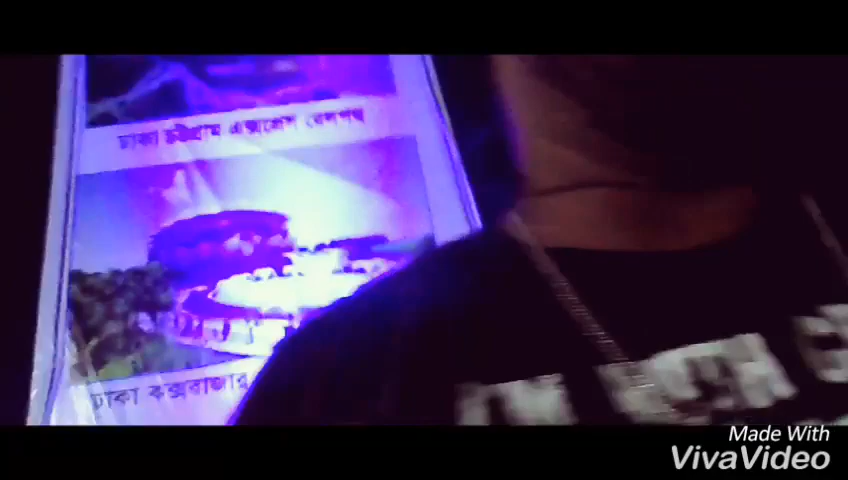 ঢাকা চট্টগ্রাম এক্সপ্রেস রেলপথ
ঢাকা কক্সবাজার
I'M
Made With
VivaVideo